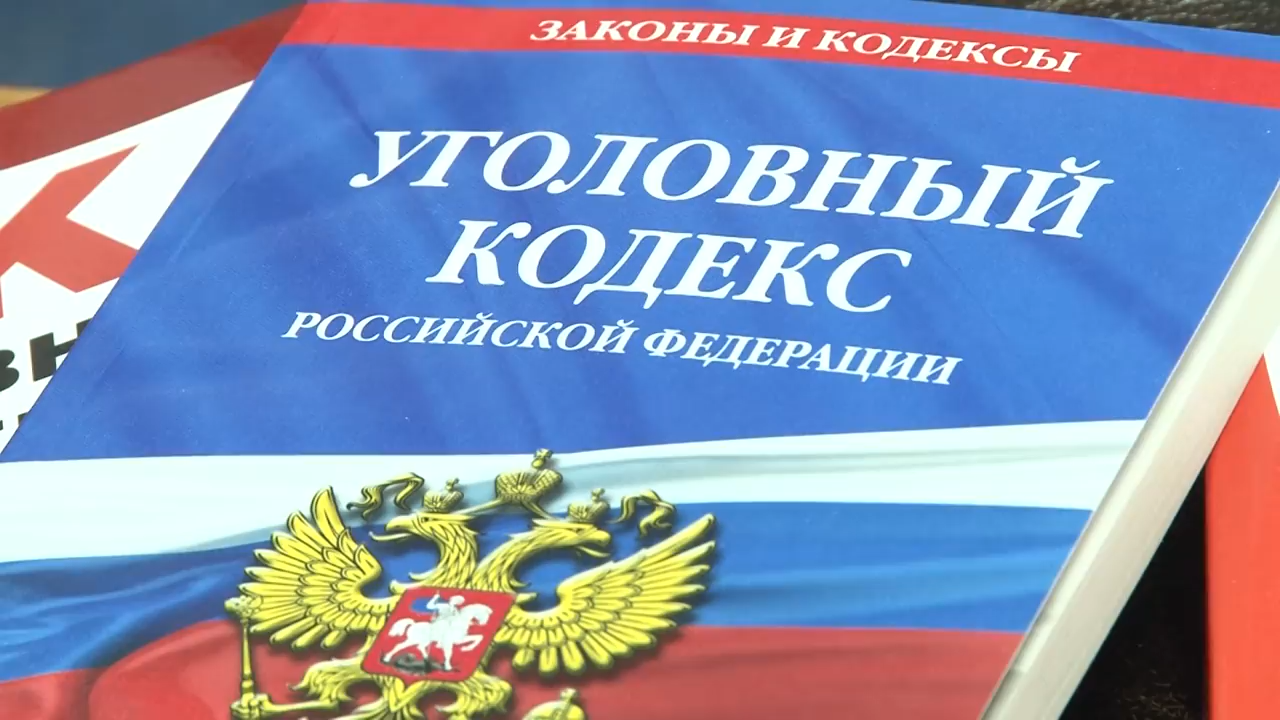 ЗАКОНЫ И КОДЕКСЫ
УГОЛОВНЫЙ
КОДЕКС
РОССИЙСКОЙ ФЕДЕРАЦИИ